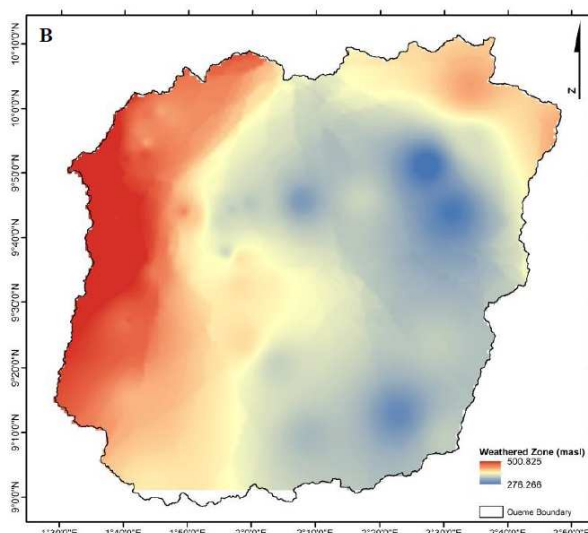 B
10°10'0"N
10°0'0"N
9°50'0"N
9°40'0"N
9°30'0"N
9°20'0"N
9°10'0"N
9°0'0"N
Z
Weathered Zone (masl)
500.825
276.266
Oueme Boundary
1°30'0"E
1°40'0"E
1°50'0"E
2°0'0"E
2°10'0"E
2°20'0"E
2°30'0"E
2°40'0"E
2°50'0"E